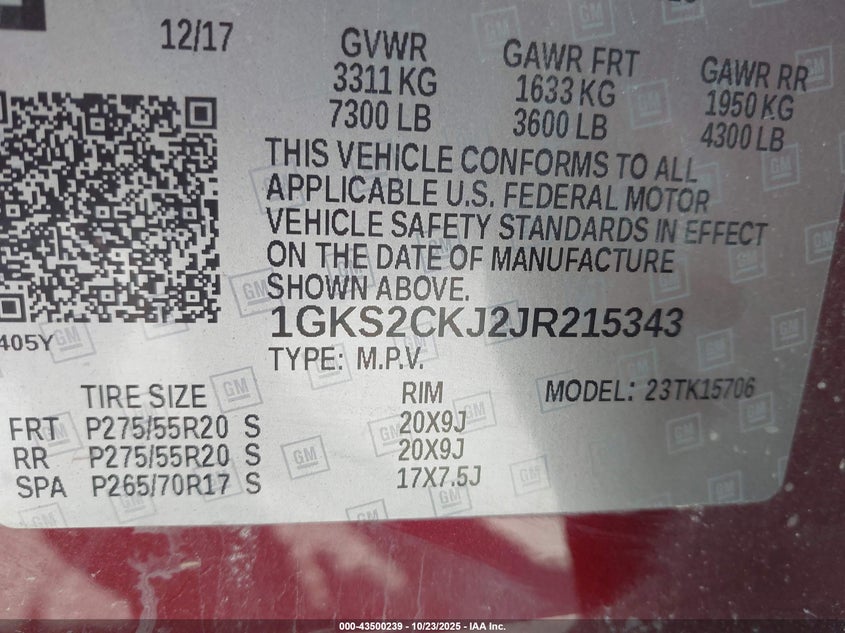 12/17
GVWR GAWR FRT GAWR RR
3311 KG 1633 KG 1950 KG
7300 LB 3600 LB 4300 LB
THIS VEHICLE CONFORMS TO ALL
APPLICABLE U.S. FEDERAL MOTOR
VEHICLE SAFETY STANDARDS IN EFFECT
ON THE DATE OF MANUFACTURE
SHOWN ABOVE.
1GKS2CKJ2JR215343
405Y
TYPE: M.P.V.
TIRE SIZE RIM MODEL: 23TK15706
FRT P275/55R20 S 20X9J
RR P275/55R20 S 20X9J
SPA P265/70R17 S 17X7.5J
000-43500239 - 10/23/2025 - IAA Inc.